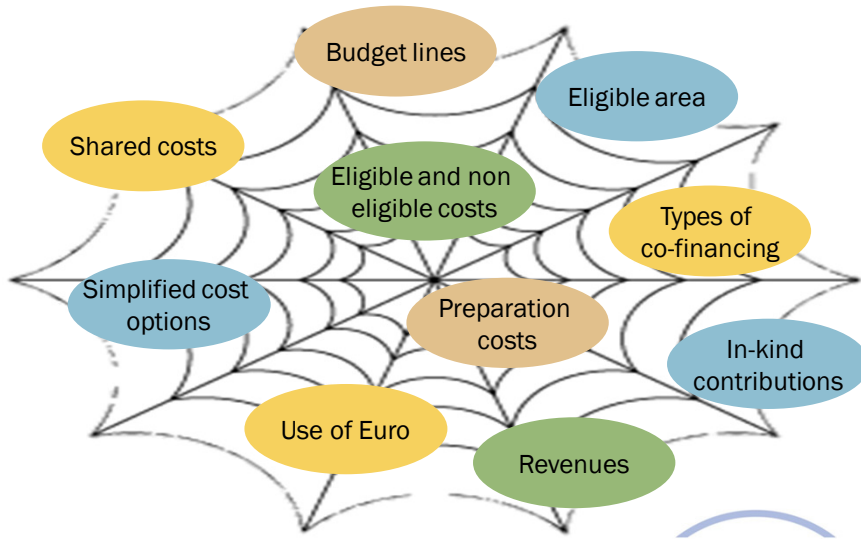 Budget lines
Eligible area
Shared costs
Eligible and non
eligible costs
Types of
co-financing
Simplified cost
options
Preparation
costs
In-kind
contributions
Use of Euro
Revenues